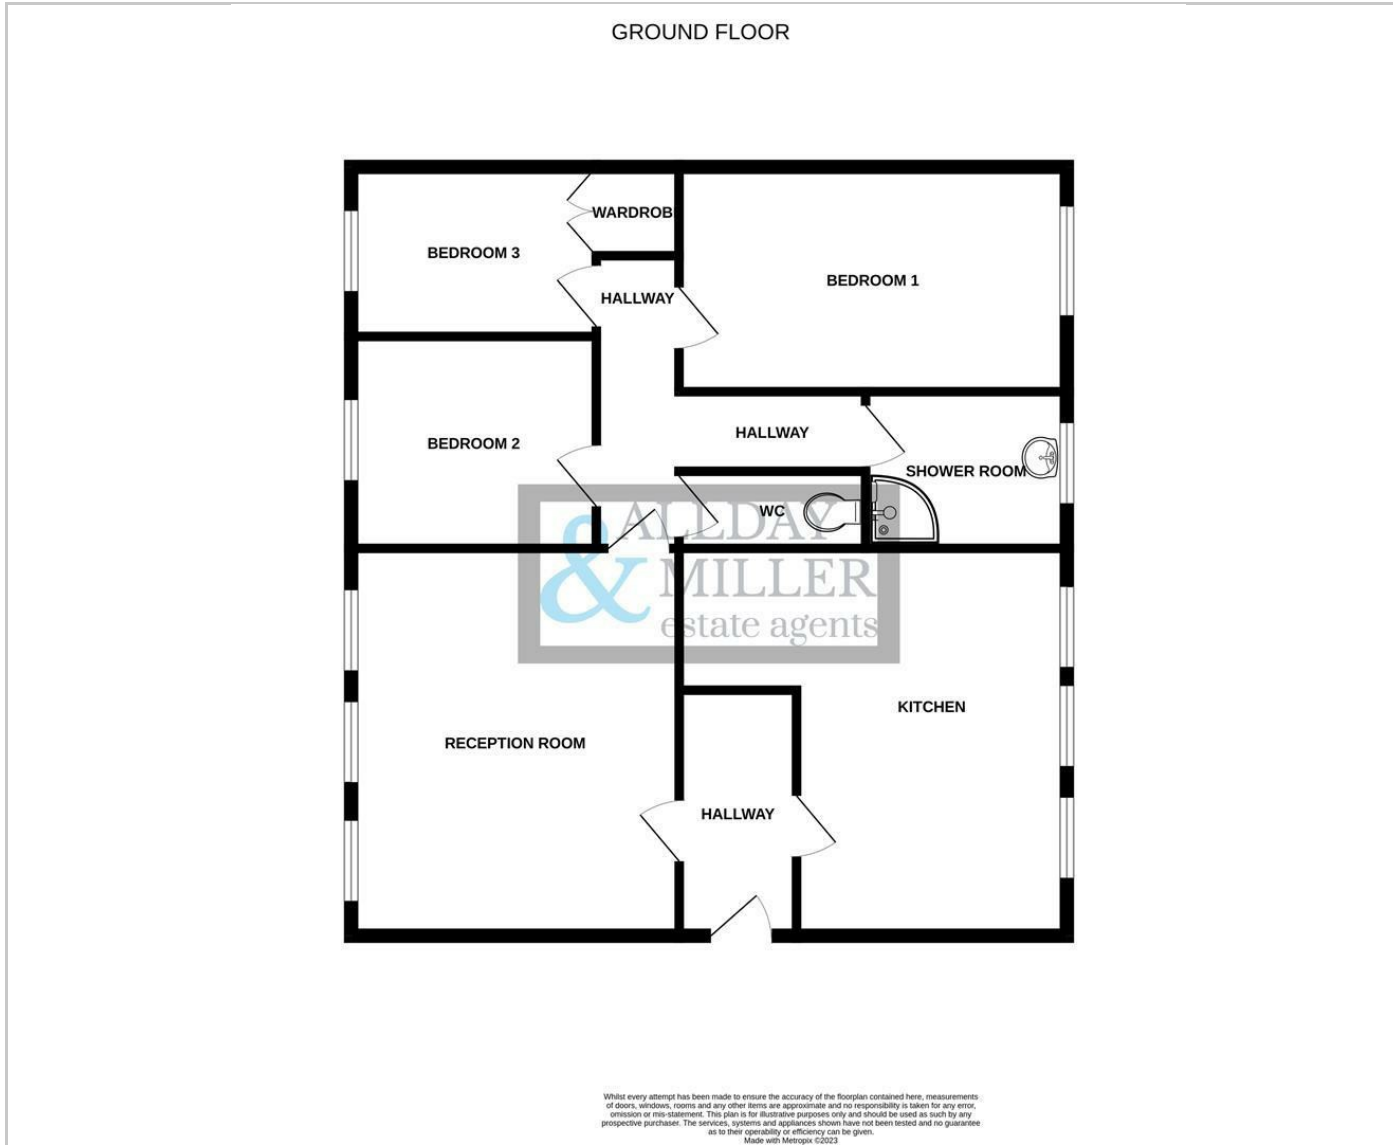 GROUND FLOOR
WARDROB
BEDROOM 3
BEDROOM 1
HALLWAY
HALLWAY
BEDROOM 2
SHOWER ROOM
WC
ALLDAY
& MILLER
estate agents
KITCHEN
RECEPTION ROOM
HALLWAY
Whilst every attempt has been made to ensure the accuracy of the floorplan contained here, measurements
of doors, windows, rooms and any other items are approximate and no responsibility is taken for any error,
omission or mis-statement. This plan is for illustrative purposes only and should be used as such by any
prospective purchaser. The services, systems and appliances shown have not been tested and no guarantee
as to their operability or efficiency can be given.
Made with Metropix ©2023